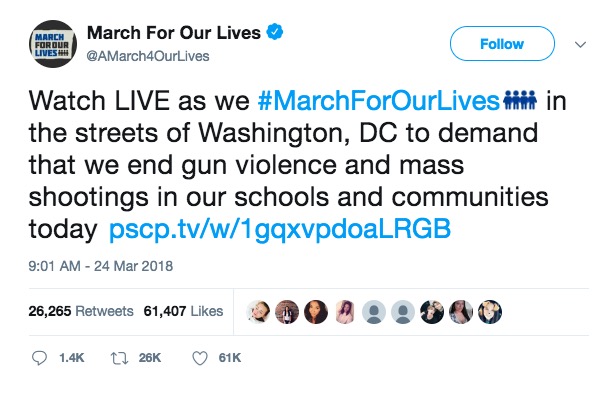 MARCH
FOR OUR
LIVES
March For Our Lives
@AMarch4OurLives
Follow
Watch LIVE as we #MarchForOurLives in
the streets of Washington, DC to demand
that we end gun violence and mass
shootings in our schools and communities
today pscp.tv/w/1gqxvpdoaLRGB
9:01 AM - 24 Mar 2018
26,265 Retweets 61,407 Likes
1.4K 26K 61K